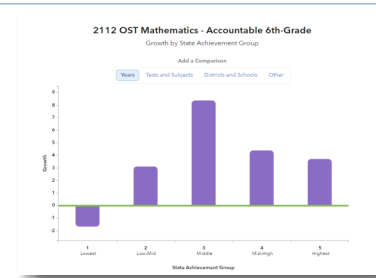 2112 OST Mathematics - Accountable 6th-Grade
Growth by State Achievement Group
Add a Comparison
Years Tests and Subjects Districts and Schools Other
9
8
7
6
5
4
3
2
1
0
-1
-2
Growth
1 2 3 4 5
Lowest Low-Mid Middle Mid-High Highest
State Achievement Group